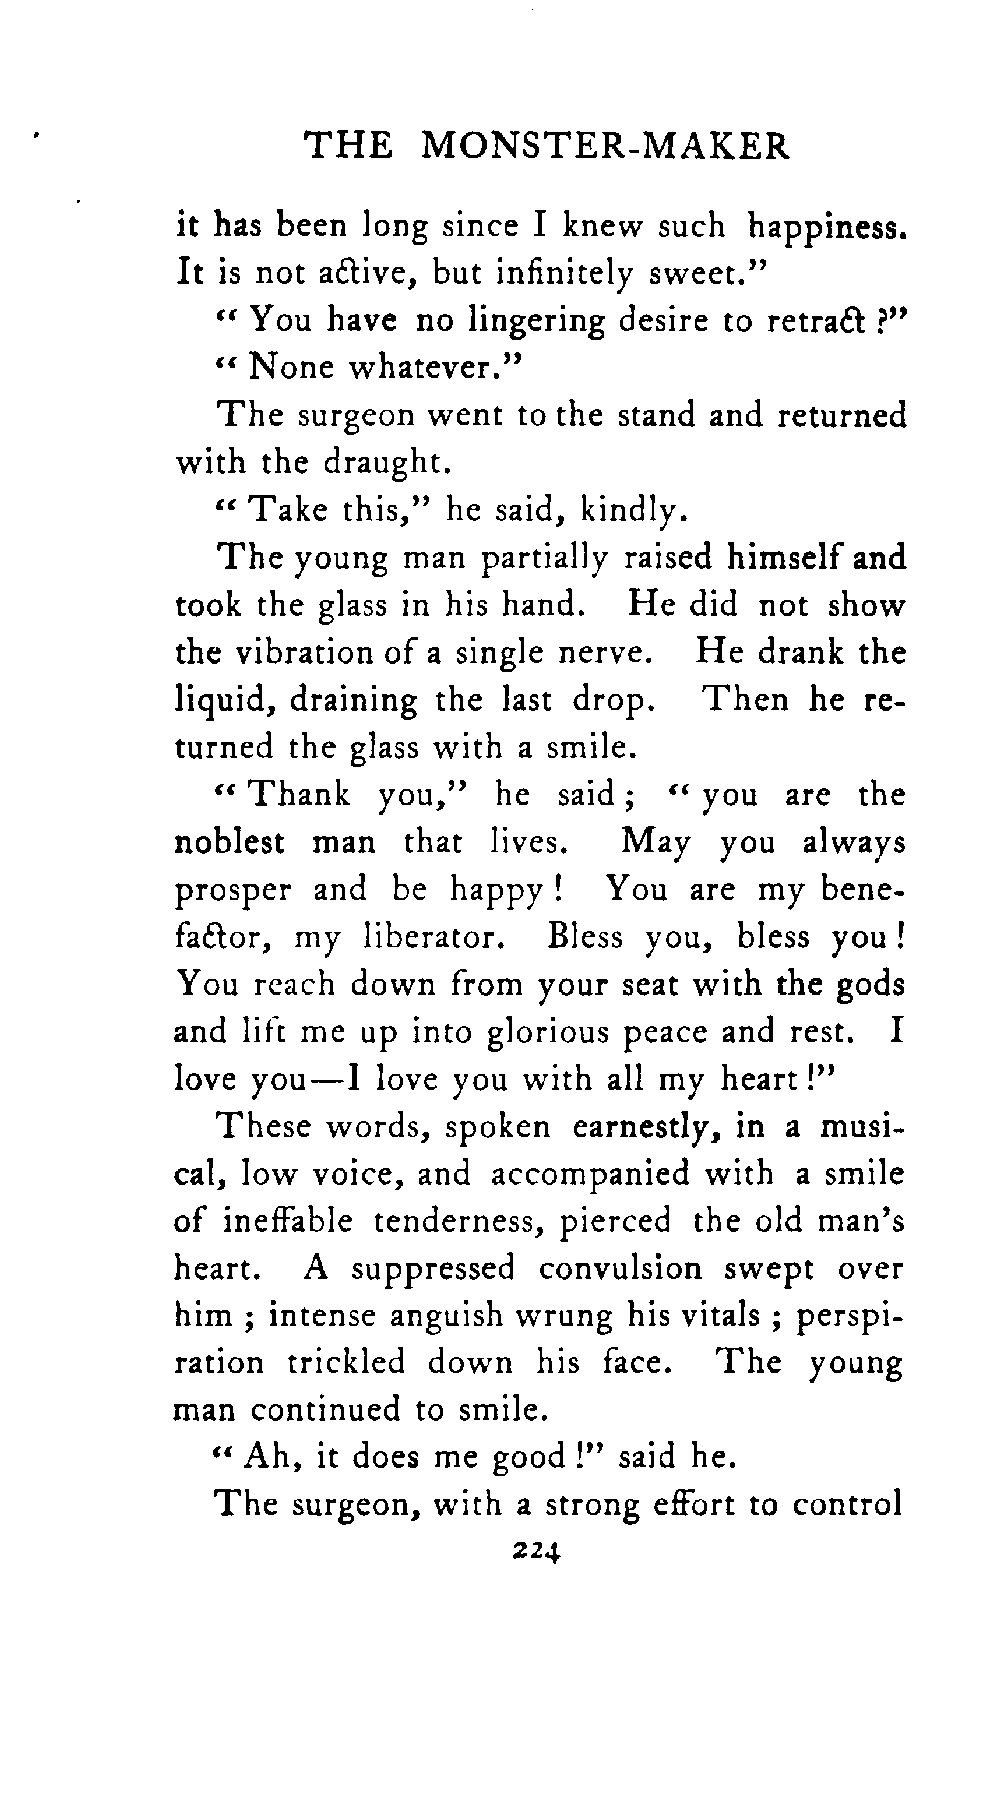 THE MONSTER-MAKER
it has been long since I knew such happiness.
It is not active, but infinitely sweet."
" You have no lingering desire to retract ?"
" None whatever."
The surgeon went to the stand and returned
with the draught.
" Take this," he said, kindly.
The young man partially raised himself and
took the glass in his hand. He did not show
the vibration of a single nerve. He drank the
liquid, draining the last drop. Then he re-
turned the glass with a smile.
" Thank you," he said ; " you are the
noblest man that lives. May you always
prosper and be happy ! You are my bene-
factor, my liberator. Bless you, bless you !
You reach down from your seat with the gods
and lift me up into glorious peace and rest. I
love you—I love you with all my heart !"
These words, spoken earnestly, in a musi-
cal, low voice, and accompanied with a smile
of ineffable tenderness, pierced the old man's
heart. A suppressed convulsion swept over
him ; intense anguish wrung his vitals ; perspi-
ration trickled down his face. The young
man continued to smile.
" Ah, it does me good !" said he.
The surgeon, with a strong effort to control
224